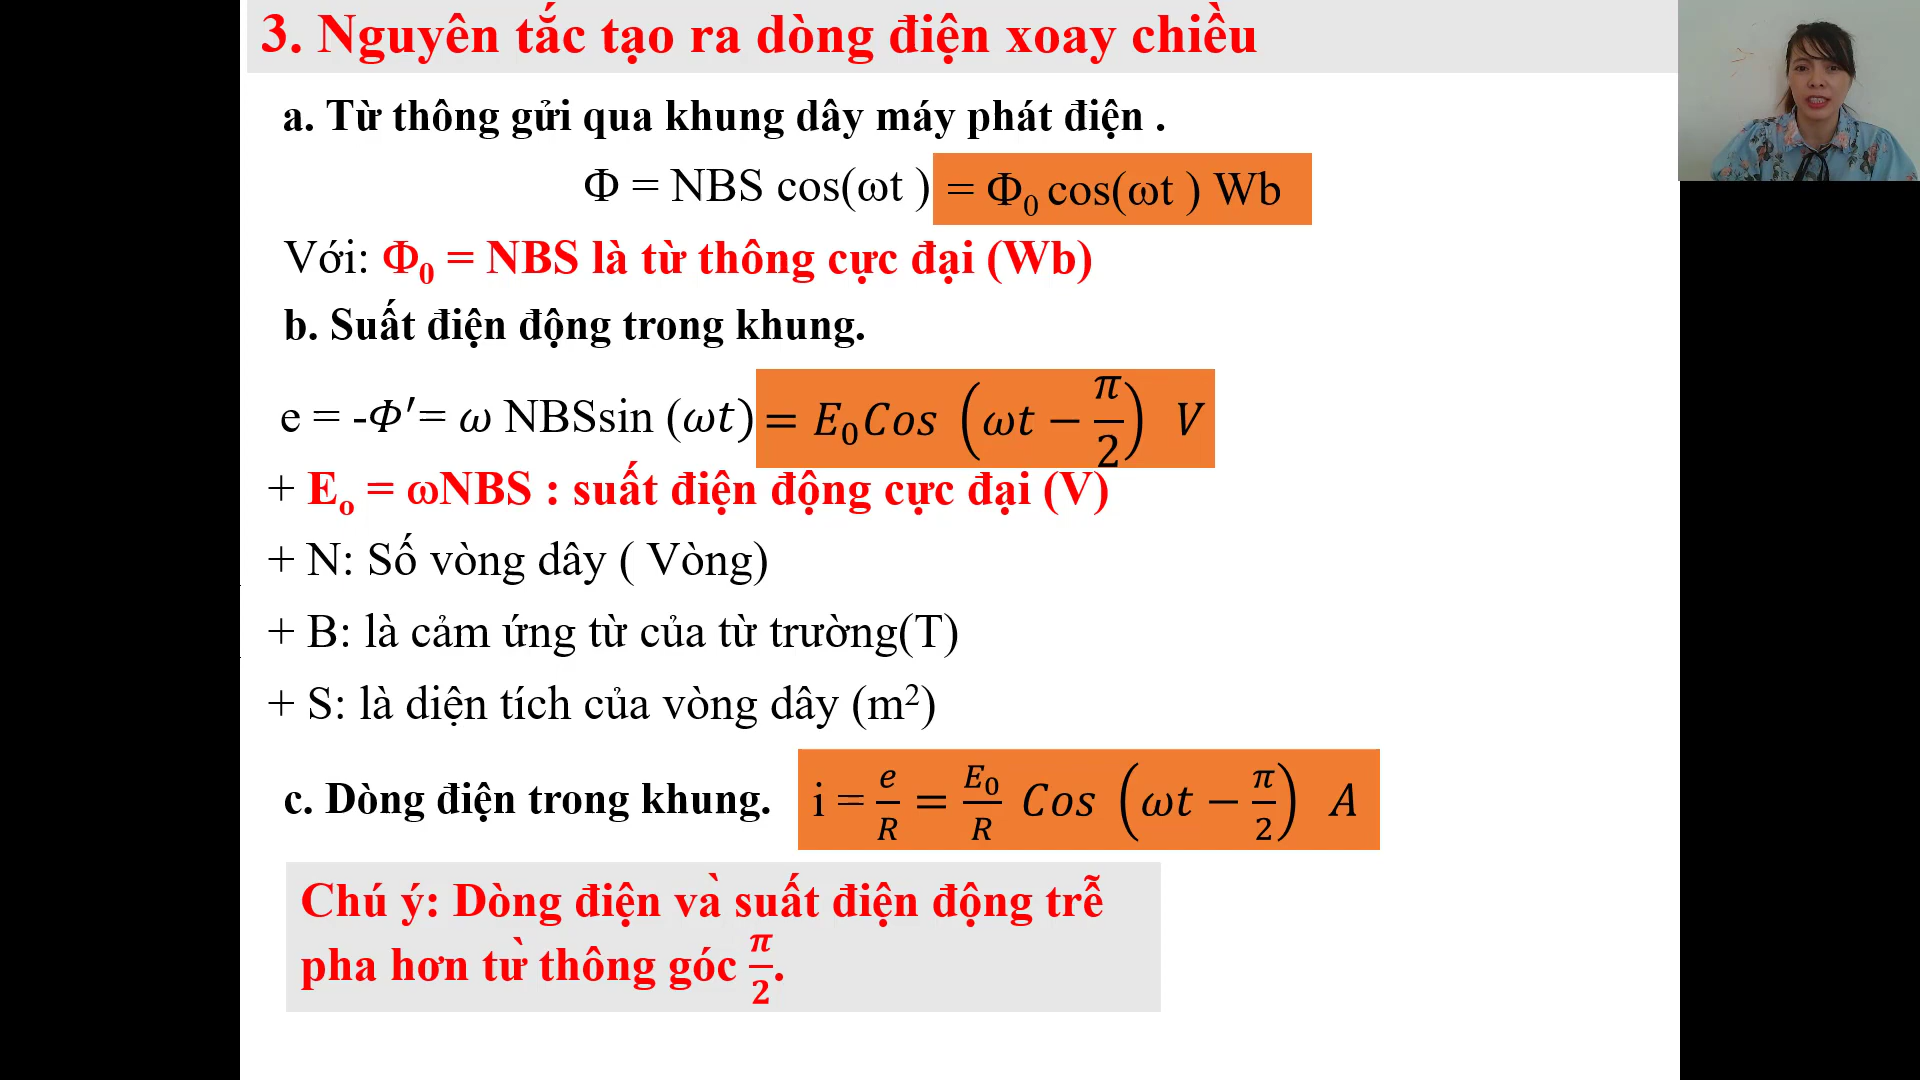 3. Nguyên tắc tạo ra dòng điện xoay chiều
a. Từ thông gửi qua khung dây máy phát điện .
Φ = NBS cos(ωt ) = Φ₀ cos(ωt ) Wb
Với: Φ₀ = NBS là từ thông cực đại (Wb)
b. Suất điện động trong khung.
e = -Φ′= ω NBSsin (ωt) = E₀Cos (ωt − π/2) V
+ Eₒ = ωNBS : suất điện động cực đại (V)
+ N: Số vòng dây ( Vòng)
+ B: là cảm ứng từ của từ trường(T)
+ S: là diện tích của vòng dây (m²)
c. Dòng điện trong khung. i = e/R = E₀/R Cos (ωt − π/2) A
Chú ý: Dòng điện và suất điện động trễ
pha hơn từ thông góc π/2.